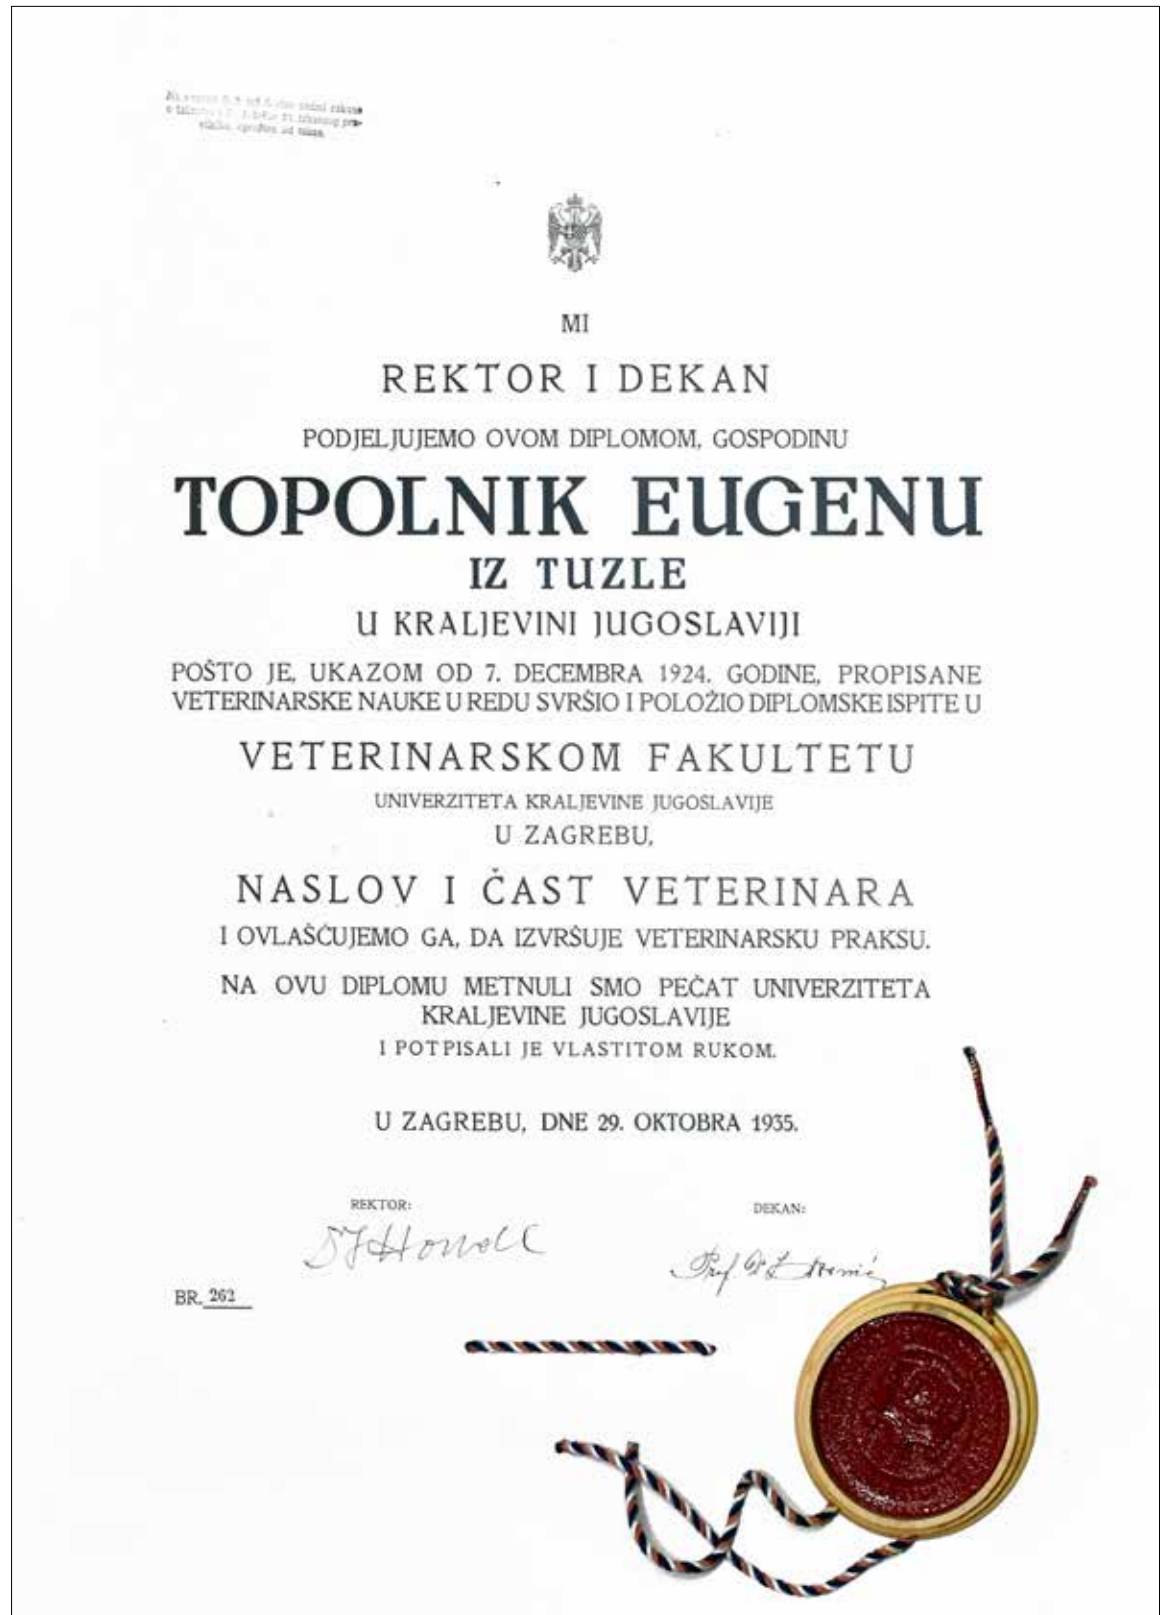 MI
REKTOR I DEKAN
PODJELJUJEMO OVOM DIPLOMOM, GOSPODINU
TOPOLNIK EUGENU
IZ TUZLE
U KRALJEVINI JUGOSLAVIJI
POŠTO JE, UKAZOM OD 7. DECEMBRA 1924. GODINE, PROPISANE
VETERINARSKE NAUKE U REDU SVRŠIO I POLOŽIO DIPLOMSKE ISPITE U
VETERINARSKOM FAKULTETU
UNIVERZITETA KRALJEVINE JUGOSLAVIJE
U ZAGREBU,
NASLOV I ČAST VETERINARA
I OVLAŠĆUJEMO GA, DA IZVRŠUJE VETERINARSKU PRAKSU.
NA OVU DIPLOMU METNULI SMO PEČAT UNIVERZITETA
KRALJEVINE JUGOSLAVIJE
I POTPISALI JE VLASTITOM RUKOM.
U ZAGREBU, DNE 29. OKTOBRA 1935.
REKTOR:
DEKAN:
Prof. Dr
BR. 262